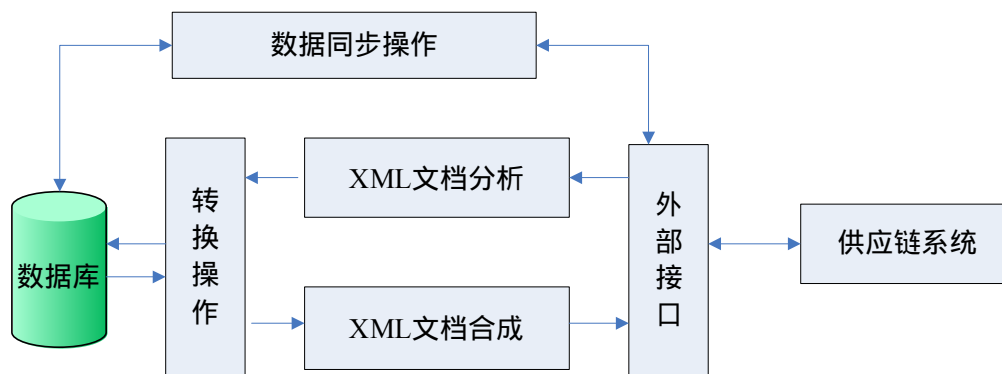 数据同步操作
XML文档分析
转换操作
外部接口
数据库
供应链系统
XML文档合成